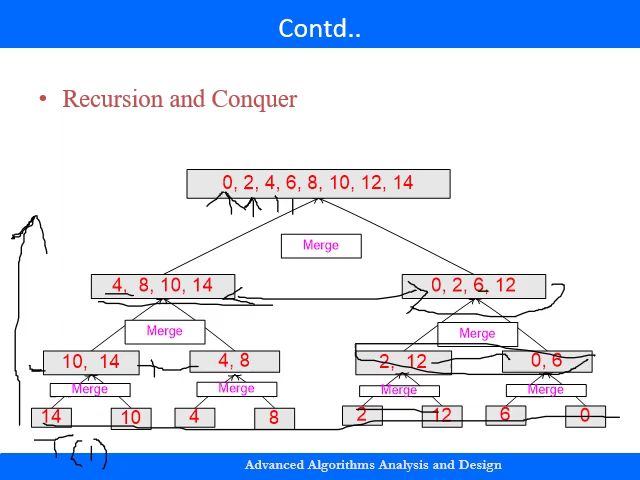 Contd..
• Recursion and Conquer
0, 2, 4, 6, 8, 10, 12, 14
Merge
4, 8, 10, 14
0, 2, 6, 12
Merge
Merge
10, 14
4, 8
2, 12
0, 6
Merge
Merge
Merge
Merge
14
10
4
8
2
12
6
0
T(1)
Advanced Algorithms Analysis and Design